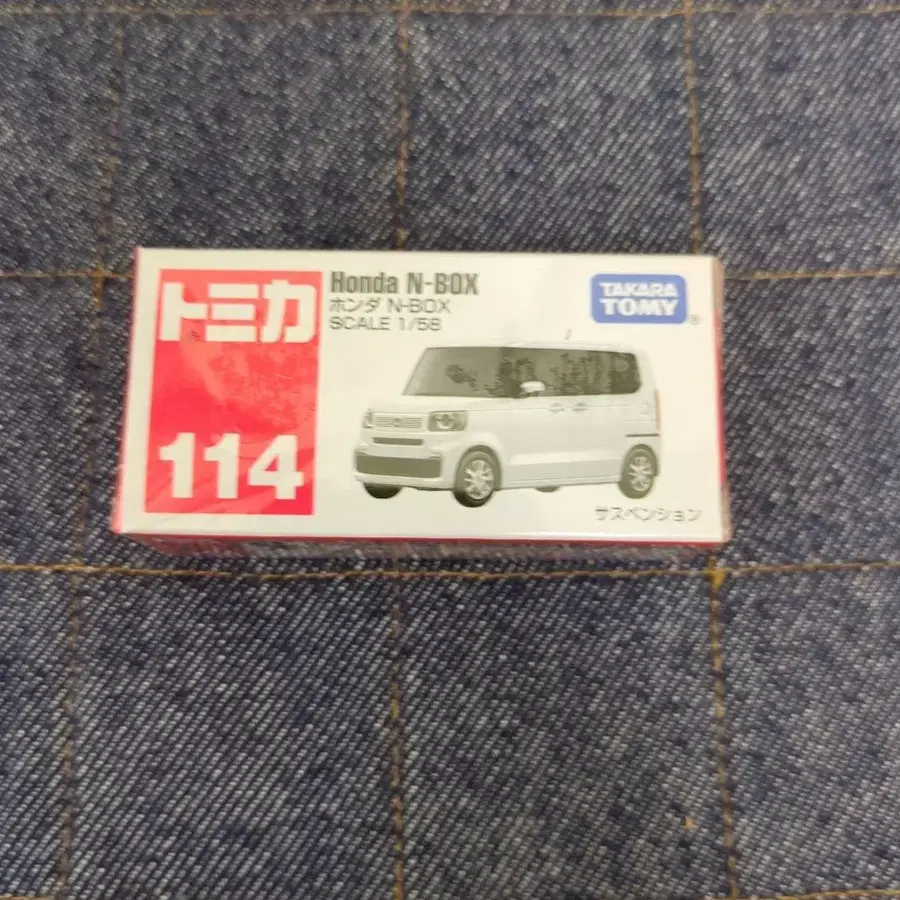 トミカ
114
Honda N-BOX
ホンダ N-BOX
SCALE 1/58
TAKARA
TOMY
®
サスペンション